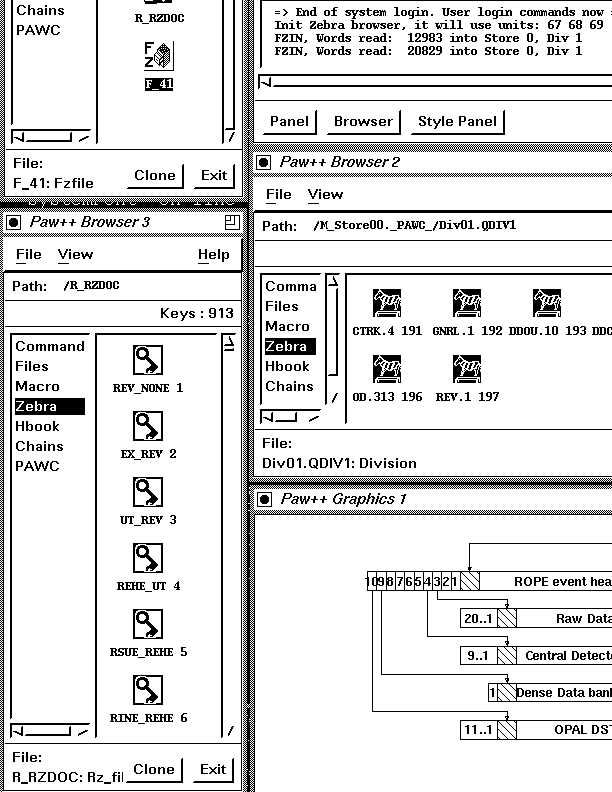 Chains
PAWC
R_RZDOC
F_41
File:
F_41: Fzfile
Clone
Exit
=> End of system login. User login commands now
Init Zebra browser, it will use units: 67 68 69
FZIN, Words read: 12983 into Store 0, Div 1
FZIN, Words read: 20829 into Store 0, Div 1
Panel
Browser
Style Panel
Paw++ Browser 2
File
View
Path: /M_Store00._PAWC_/Div01.QDIV1
Comma
Files
Macro
Zebra
Hbook
Chains
CTRK.4 191 GNRL.1 192 DDOU.10 193 DDC
OD.313 196 REV.1 197
File:
Div01.QDIV1: Division
Paw++ Browser 3
File
View
Help
Path: /R_RZDOC
Keys : 913
Command
Files
Macro
Zebra
Hbook
Chains
PAWC
REV_NONE 1
EX_REV 2
UT_REV 3
REHE_UT 4
RSUE_REHE 5
RINE_REHE 6
File:
R_RZDOC: Rz_fil
Clone
Exit
Paw++ Graphics 1
10 9 8 7 6 5 4 3 2 1
ROPE event hea
20..1 Raw Data
9..1 Central Detect
1 Dense Data bank
11..1 OPAL DS